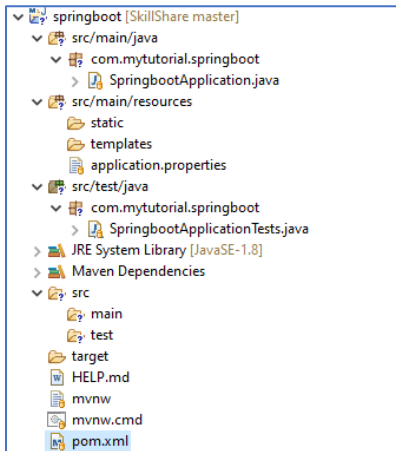 springboot [SkillShare master]
src/main/java
com.mytutorial.springboot
SpringbootApplication.java
src/main/resources
static
templates
application.properties
src/test/java
com.mytutorial.springboot
SpringbootApplicationTests.java
JRE System Library [JavaSE-1.8]
Maven Dependencies
src
main
test
target
HELP.md
mvnw
mvnw.cmd
pom.xml